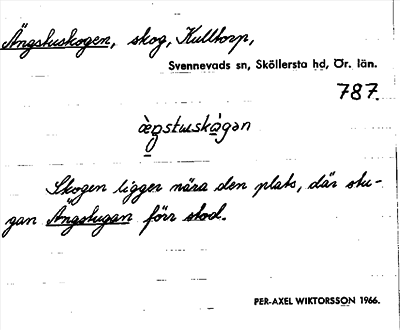 Ängstuskogen, skog, Kulltorp,
Svennevads sn, Sköllersta hd, Ör. län.
787.
Skogen ligger nära den plats, där stu-
gan Ängstugan förr stod.
PER-AXEL WIKTORSSON 1966.